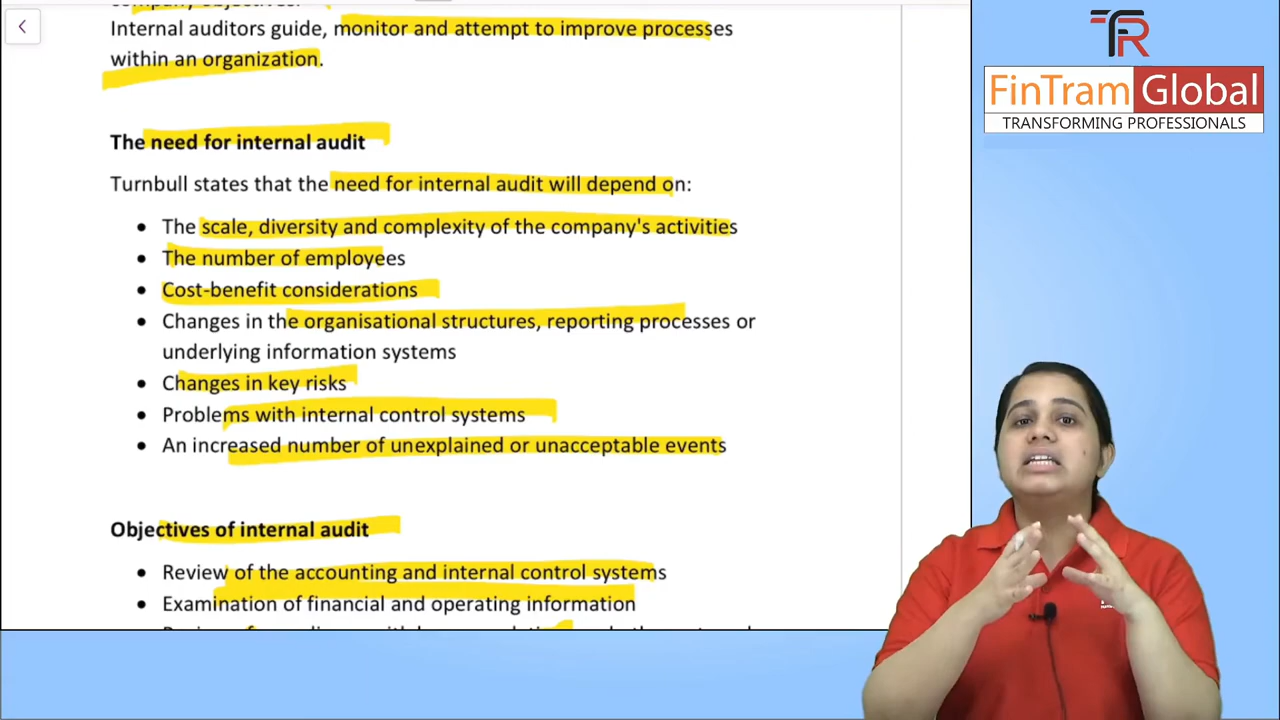 company objectives.
Internal auditors guide, monitor and attempt to improve processes
within an organization.
The need for internal audit
Turnbull states that the need for internal audit will depend on:
• The scale, diversity and complexity of the company's activities
• The number of employees
• Cost-benefit considerations
• Changes in the organisational structures, reporting processes or
underlying information systems
• Changes in key risks
• Problems with internal control systems
• An increased number of unexplained or unacceptable events
Objectives of internal audit
• Review of the accounting and internal control systems
• Examination of financial and operating information
FinTram Global
TRANSFORMING PROFESSIONALS